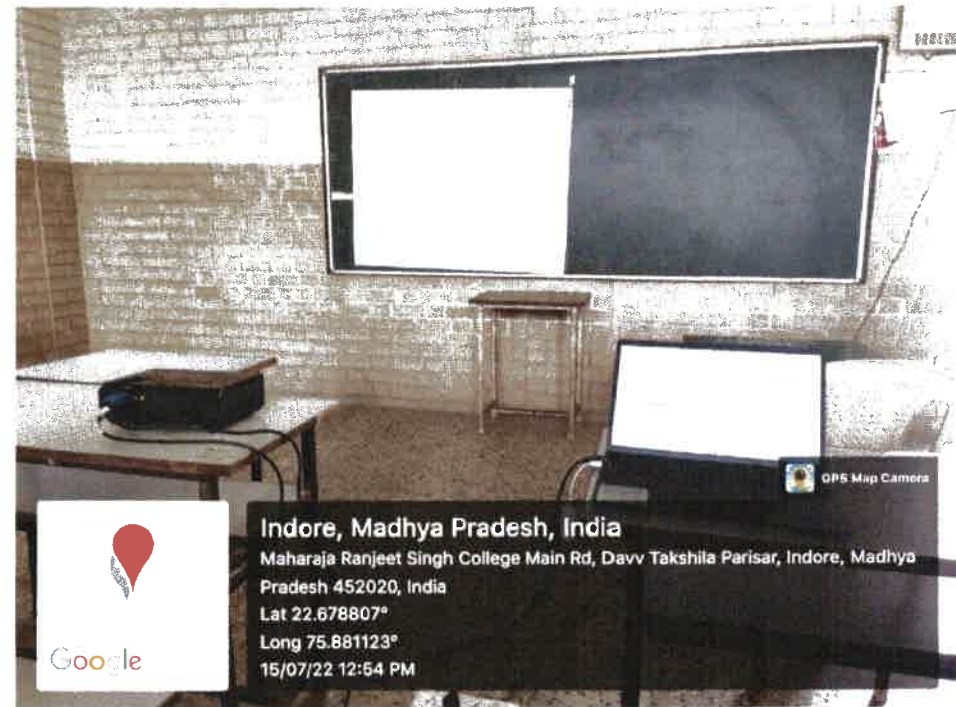 GPS Map Camera
Indore, Madhya Pradesh, India
Maharaja Ranjeet Singh College Main Rd, Davv Takshila Parisar, Indore, Madhya
Pradesh 452020, India
Lat 22.678807°
Long 75.881123°
15/07/22 12:54 PM
Google